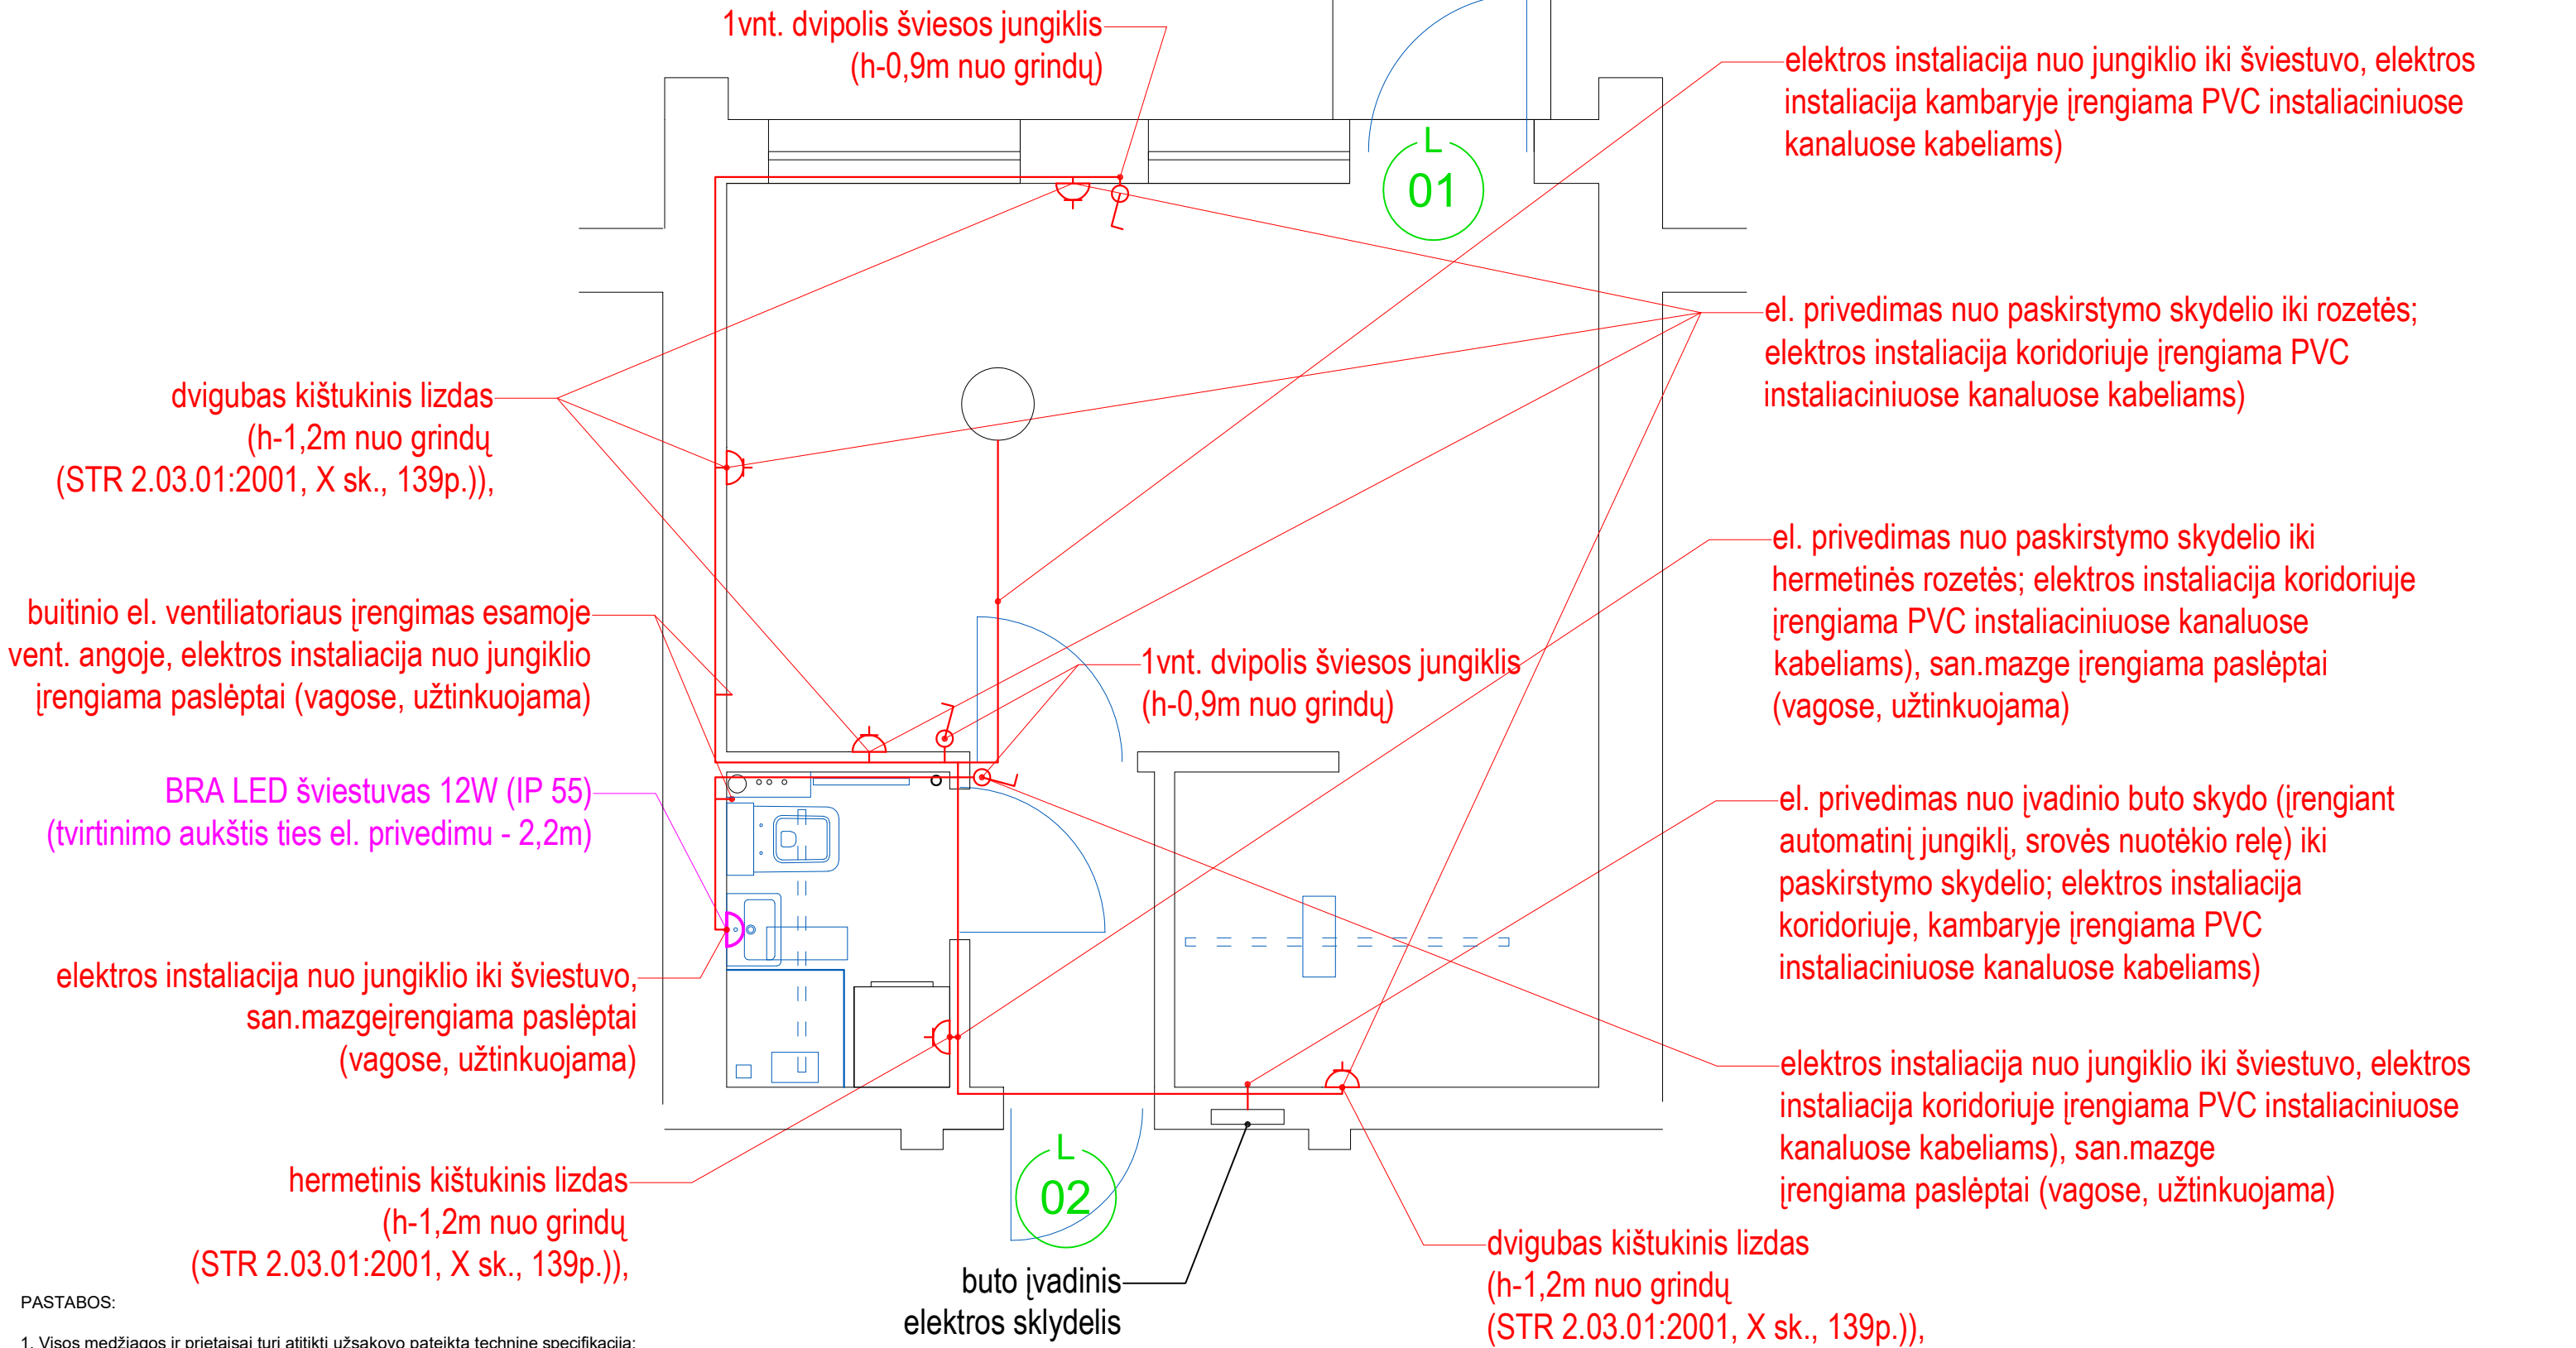 1vnt. dvipolis šviesos jungiklis
(h-0,9m nuo grindų)
elektros instaliacija nuo jungiklio iki šviestuvo, elektros
instaliacija kambaryje įrengiama PVC instaliaciniuose
kanaluose kabeliams)
L
01
el. privedimas nuo paskirstymo skydelio iki rozetės;
elektros instaliacija koridoriuje įrengiama PVC
instaliaciniuose kanaluose kabeliams)
dvigubas kištukinis lizdas
(h-1,2m nuo grindų
(STR 2.03.01:2001, X sk., 139p.)),
el. privedimas nuo paskirstymo skydelio iki
hermetinės rozetės; elektros instaliacija koridoriuje
įrengiama PVC instaliaciniuose kanaluose
kabeliams), san.mazge įrengiama paslėptai
(vagose, užtinkuojama)
buitinio el. ventiliatoriaus įrengimas esamoje
vent. angoje, elektros instaliacija nuo jungiklio
įrengiama paslėptai (vagose, užtinkuojama)
1vnt. dvipolis šviesos jungiklis
(h-0,9m nuo grindų)
BRA LED šviestuvas 12W (IP 55)
(tvirtinimo aukštis ties el. privedimu - 2,2m)
el. privedimas nuo įvadinio buto skydo (įrengiant
automatinį jungiklį, srovės nuotėkio relę) iki
paskirstymo skydelio; elektros instaliacija
koridoriuje, kambaryje įrengiama PVC
instaliaciniuose kanaluose kabeliams)
elektros instaliacija nuo jungiklio iki šviestuvo,
san.mazgeįrengiama paslėptai
(vagose, užtinkuojama)
elektros instaliacija nuo jungiklio iki šviestuvo, elektros
instaliacija koridoriuje įrengiama PVC instaliaciniuose
kanaluose kabeliams), san.mazge
įrengiama paslėptai (vagose, užtinkuojama)
hermetinis kištukinis lizdas
(h-1,2m nuo grindų
(STR 2.03.01:2001, X sk., 139p.)),
L
02
buto įvadinis
elektros sklydelis
dvigubas kištukinis lizdas
(h-1,2m nuo grindų
(STR 2.03.01:2001, X sk., 139p.)),
PASTABOS:
1. Visos medžiagos ir prietaisai turi atitikti užsakovo pateiktą techninę specifikaciją;